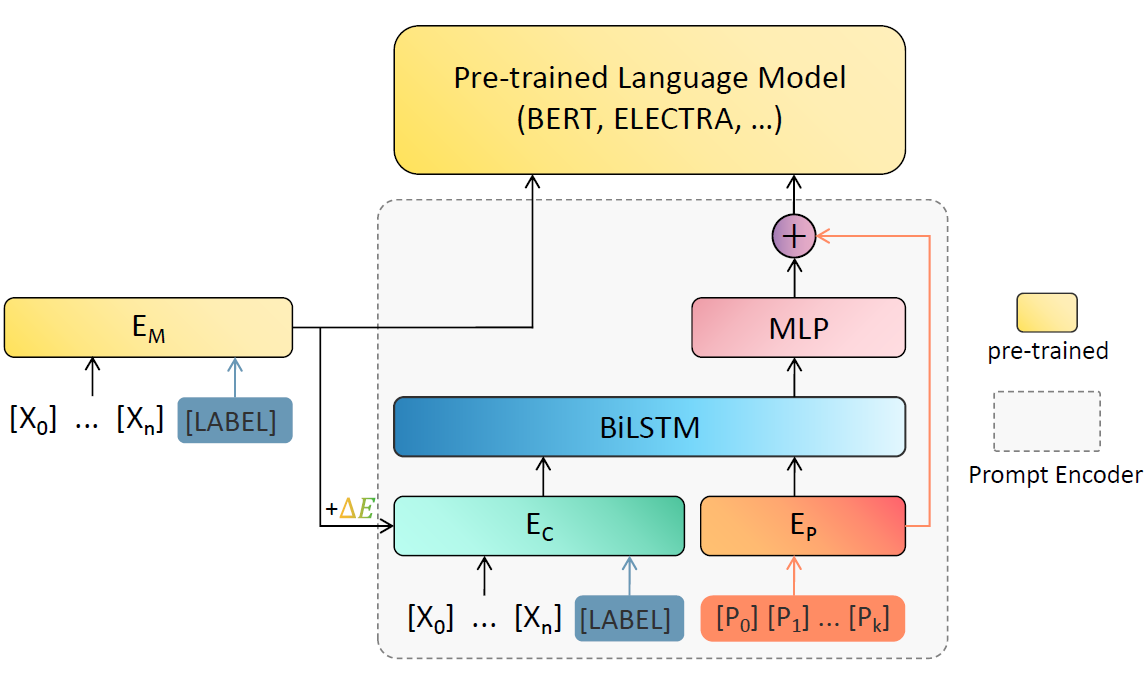 Pre-trained Language Model
(BERT, ELECTRA, ...)
+
E_M
MLP
pre-trained
[X_0] ... [X_n] [LABEL]
BiLSTM
Prompt Encoder
+ΔE
E_C
E_P
[X_0] ... [X_n] [LABEL]
[P_0] [P_1] ... [P_k]